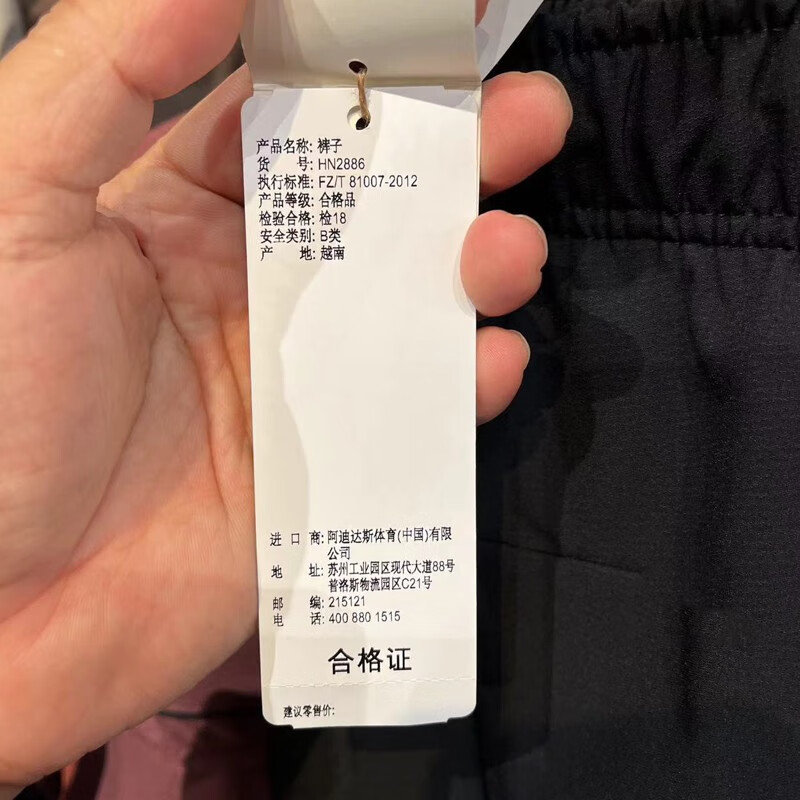 产品名称: 裤子
货 号: HN2886
执行标准: FZ/T 81007-2012
产品等级: 合格品
检验合格: 检18
安全类别: B类
产 地: 越南
进 口 商: 阿迪达斯体育(中国)有限
公司
地 址: 苏州工业园区现代大道88号
普洛斯物流园区C21号
邮 编: 215121
电 话: 400 880 1515
合格证
建议零售价: